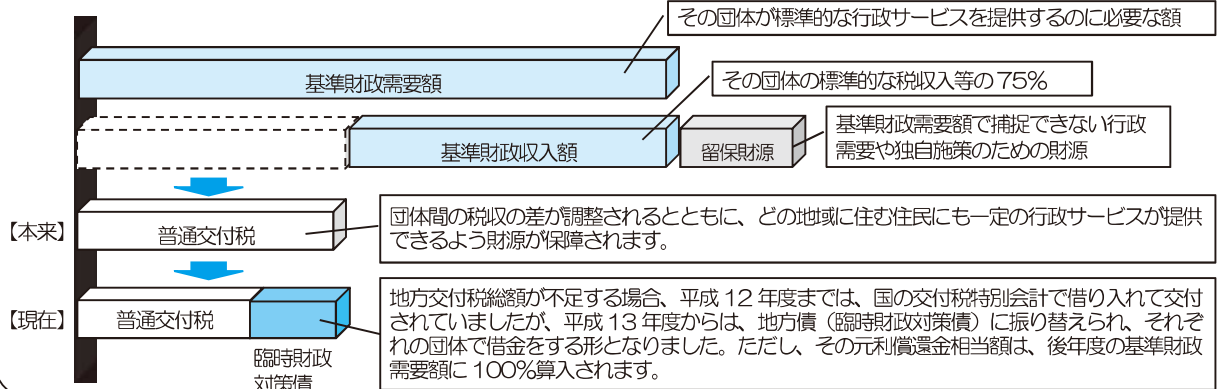 その団体が標準的な行政サービスを提供するのに必要な額
基準財政需要額
その団体の標準的な税収入等の75%
基準財政収入額
留保財源
基準財政需要額で捕捉できない行政
需要や独自施策のための財源
【本来】
普通交付税
団体間の税収の差が調整されるとともに、どの地域に住む住民にも一定の行政サービスが提供
できるよう財源が保障されます。
【現在】
普通交付税
臨時財政
対策債
地方交付税総額が不足する場合、平成12年度までは、国の交付税特別会計で借り入れて交付
されていましたが、平成13年度からは、地方債（臨時財政対策債）に振り替えられ、それぞ
れの団体で借金をする形となりました。ただし、その元利償還金相当額は、後年度の基準財政
需要額に100%算入されます。